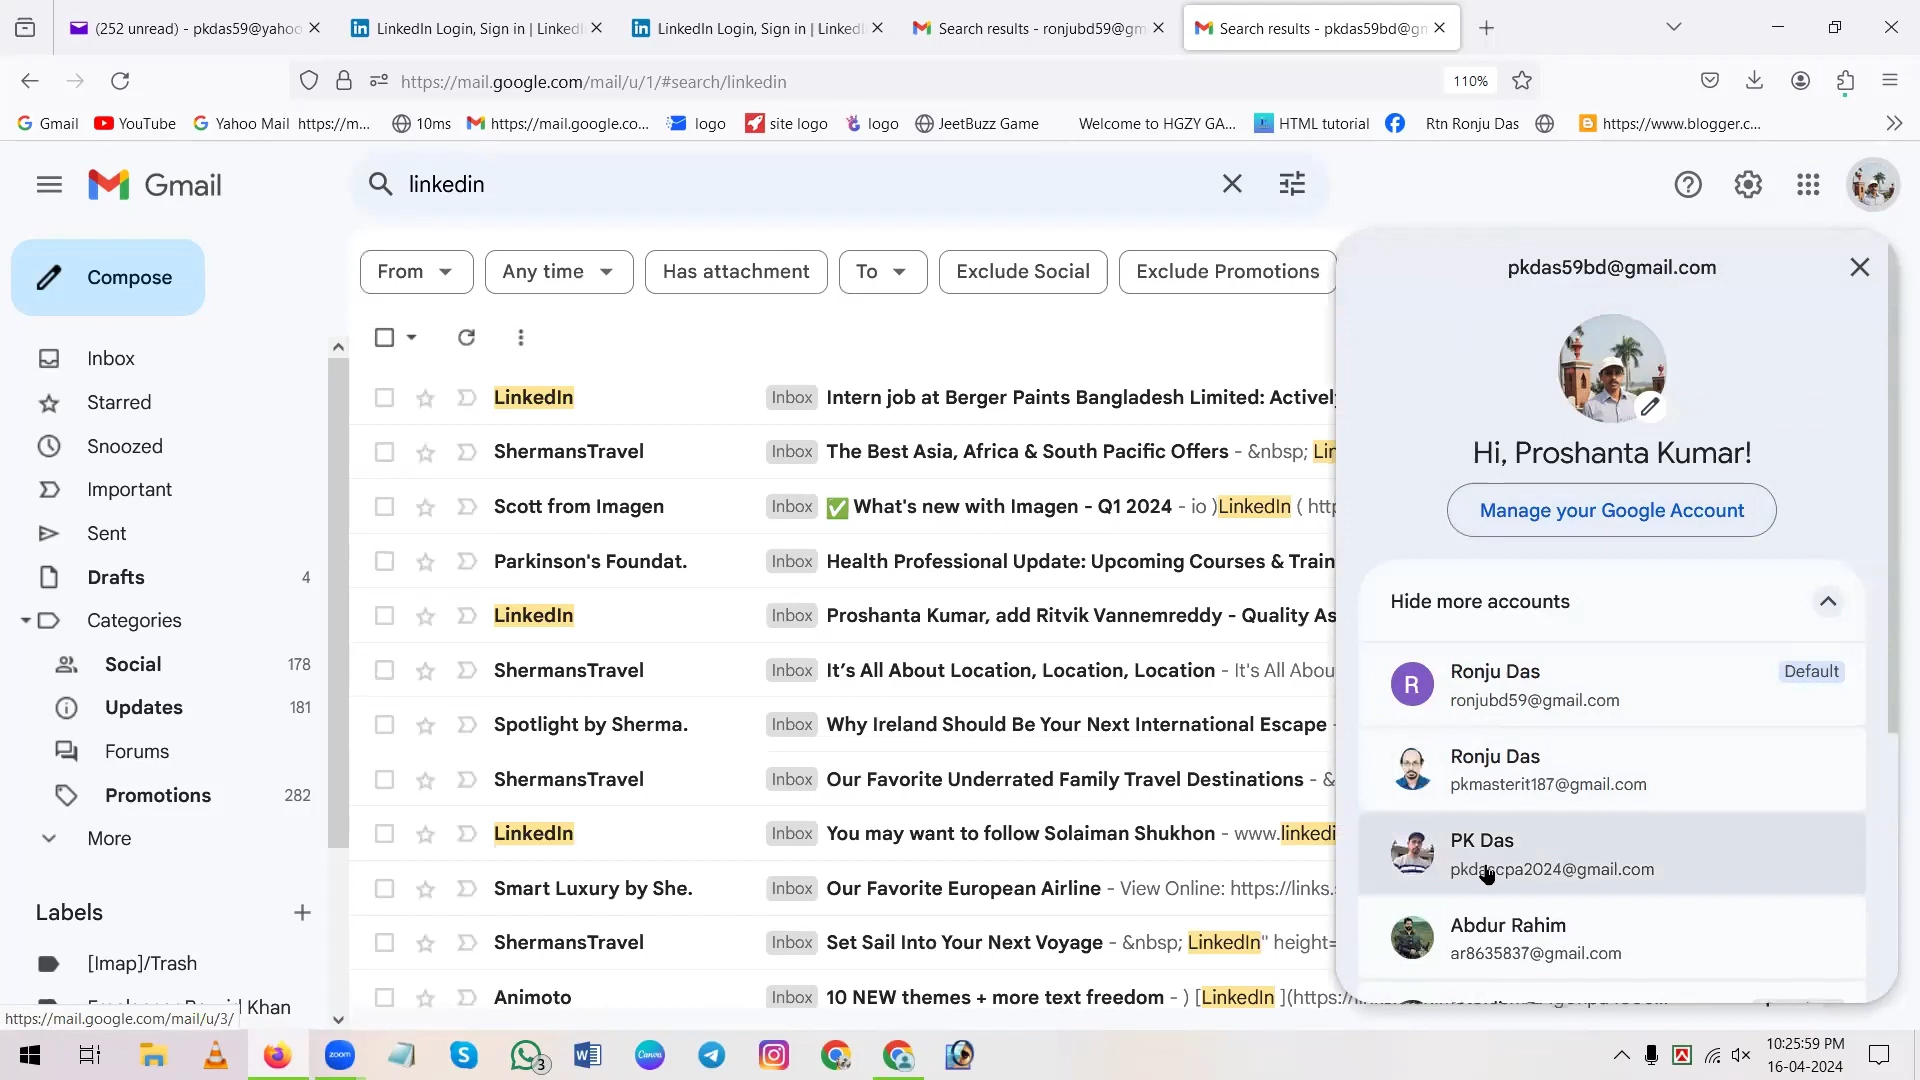 (252 unread) - pkdas59@yahoo
LinkedIn Login, Sign in | LinkedI
LinkedIn Login, Sign in | LinkedI
Search results - ronjubd59@gm
Search results - pkdas59bd@gm
https://mail.google.com/mail/u/1/#search/linkedin
110%
Gmail
YouTube
Yahoo Mail
https://m...
10ms
https://mail.google.co...
logo
site logo
logo
JeetBuzz Game
Welcome to HGZY GA...
HTML tutorial
Rtn Ronju Das
https://www.blogger.c...
Gmail
linkedin
Compose
Inbox
Starred
Snoozed
Important
Sent
Drafts 4
Categories
Social 178
Updates 181
Forums
Promotions 282
More
Labels
[Imap]/Trash
Khan
https://mail.google.com/mail/u/3/
From
Any time
Has attachment
To
Exclude Social
Exclude Promotions
LinkedIn Inbox Intern job at Berger Paints Bangladesh Limited: Actively
ShermansTravel Inbox The Best Asia, Africa & South Pacific Offers - &nbsp; Lin
Scott from Imagen Inbox ✅ What's new with Imagen - Q1 2024 - io )LinkedIn ( http
Parkinson's Foundat. Inbox Health Professional Update: Upcoming Courses & Train
LinkedIn Inbox Proshanta Kumar, add Ritvik Vannemreddy - Quality As
ShermansTravel Inbox It's All About Location, Location, Location - It's All Abou
Spotlight by Sherma. Inbox Why Ireland Should Be Your Next International Escape -
ShermansTravel Inbox Our Favorite Underrated Family Travel Destinations - &
LinkedIn Inbox You may want to follow Solaiman Shukhon - www.linkedi
Smart Luxury by She. Inbox Our Favorite European Airline - View Online: https://links.
ShermansTravel Inbox Set Sail Into Your Next Voyage - &nbsp; LinkedIn" height=
Animoto Inbox 10 NEW themes + more text freedom - ) [LinkedIn ](https://
pkdas59bd@gmail.com
Hi, Proshanta Kumar!
Manage your Google Account
Hide more accounts
R
Ronju Das Default
ronjubd59@gmail.com
Ronju Das
pkmasterit187@gmail.com
PK Das
pkdascpa2024@gmail.com
Abdur Rahim
ar8635837@gmail.com
zoom
3
Canva
10:25:59 PM
16-04-2024